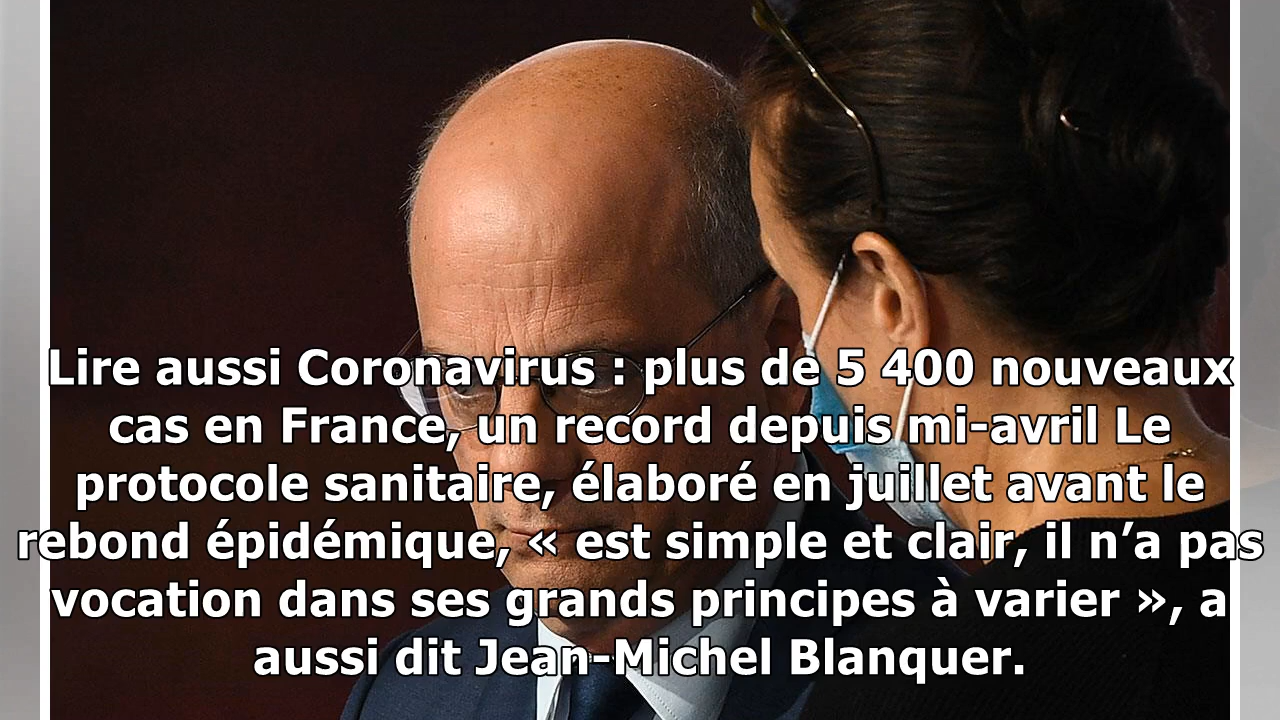 Lire aussi Coronavirus : plus de 5 400 nouveaux
cas en France, un record depuis mi-avril Le
protocole sanitaire, élaboré en juillet avant le
rebond épidémique, « est simple et clair, il n’a pas
vocation dans ses grands principes à varier », a
aussi dit Jean-Michel Blanquer.